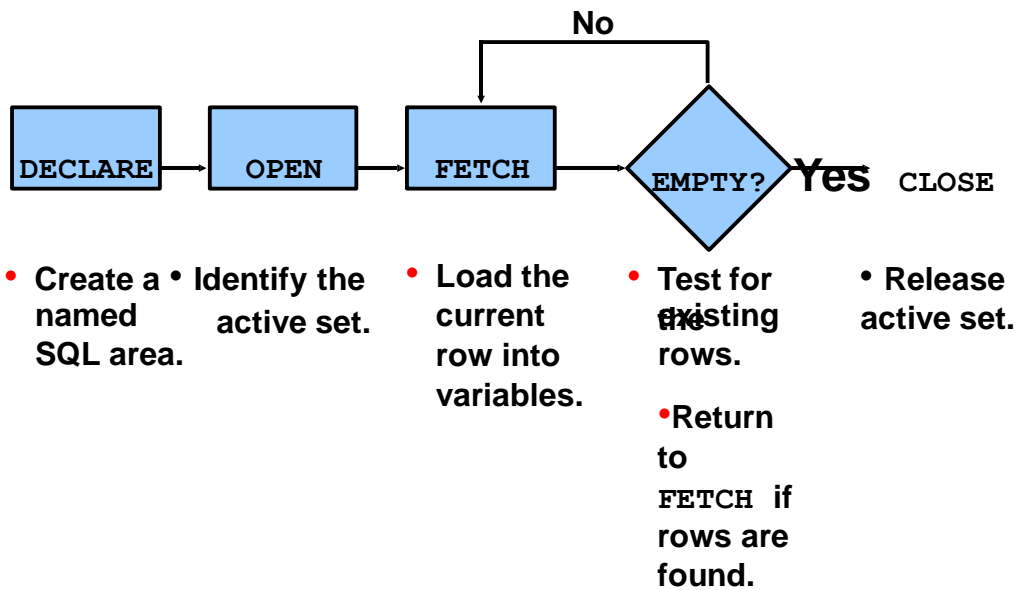 No
DECLARE
OPEN
FETCH
EMPTY?
Yes
CLOSE
• Create a
named
SQL area.
• Identify the
active set.
• Load the
current
row into
variables.
• Test for
the
existing
rows.
•Return
to
FETCH if
rows are
found.
• Release
active set.